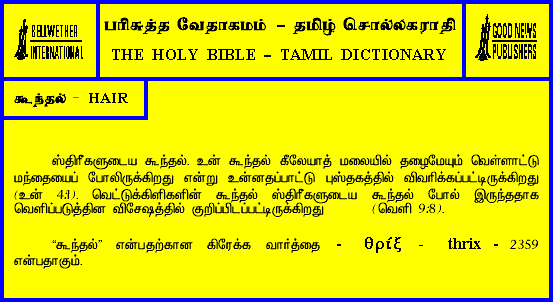 BELLWETHER
INTERNATIONAL
பரிசுத்த வேதாகமம் – தமிழ் சொல்லகராதி
THE HOLY BIBLE – TAMIL DICTIONARY
GOOD NEWS
PUBLISHERS
கூந்தல் - HAIR
ஸ்திரீகளுடைய கூந்தல். உன் கூந்தல் கீலேயாத் மலையில் தழைமேயும் வெள்ளாட்டு
மந்தையைப் போலிருக்கிறது என்று உன்னதப்பாட்டு புஸ்தகத்தில் விவரிக்கப்பட்டிருக்கிறது
(உன் 4:1). வெட்டுக்கிளிகளின் கூந்தல் ஸ்திரீகளுடைய கூந்தல் போல் இருந்ததாக
வெளிப்படுத்தின விசேஷத்தில் குறிப்பிடப்பட்டிருக்கிறது (வெளி 9:8).
“கூந்தல்” என்பதற்கான கிரேக்க வார்த்தை - θρίξ - thrix - 2359
என்பதாகும்.